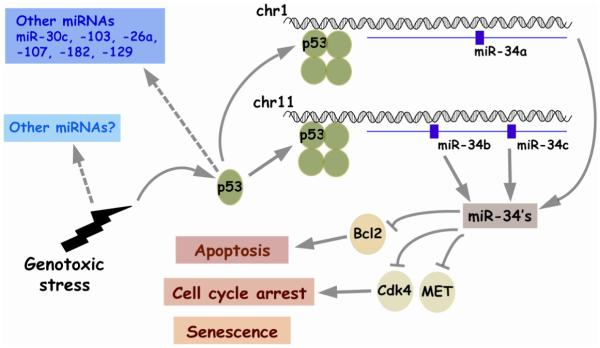 Other miRNAs
miR-30c, -103, -26a,
-107, -182, -129
chr1
p53
miR-34a
chr11
p53
miR-34b
miR-34c
Other miRNAs?
p53
miR-34's
Genotoxic
stress
Bcl2
Apoptosis
Cdk4
MET
Cell cycle arrest
Senescence